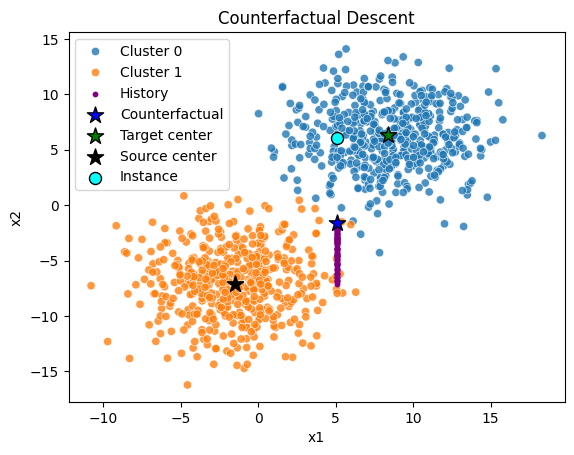 Counterfactual Descent
Cluster 0
Cluster 1
History
Counterfactual
Target center
Source center
Instance
15
10
5
0
−5
−10
−15
x2
−10
−5
0
5
10
15
x1